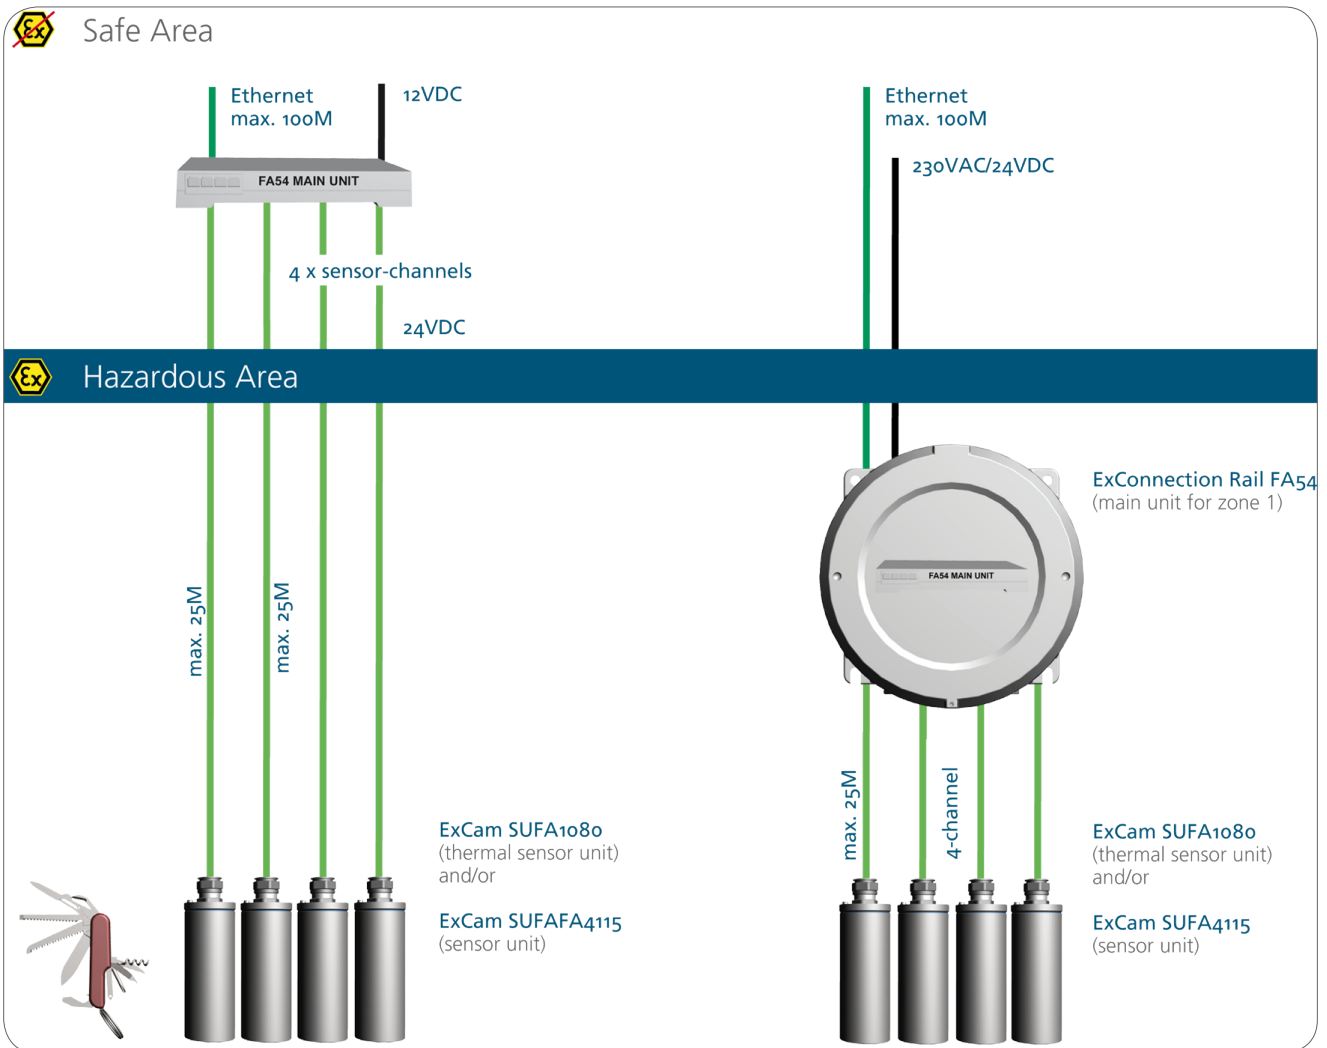 Ex
Safe Area
Ethernet
max. 100M
12VDC
FA54 MAIN UNIT
4 x sensor-channels
24VDC
Ethernet
max. 100M
230VAC/24VDC
Ex
Hazardous Area
max. 25M
max. 25M
ExCam SUFA1080
(thermal sensor unit)
and/or
ExCam SUFAFA4115
(sensor unit)
ExConnection Rail FA54
(main unit for zone 1)
FA54 MAIN UNIT
max. 25M
4-channel
ExCam SUFA1080
(thermal sensor unit)
and/or
ExCam SUFA4115
(sensor unit)